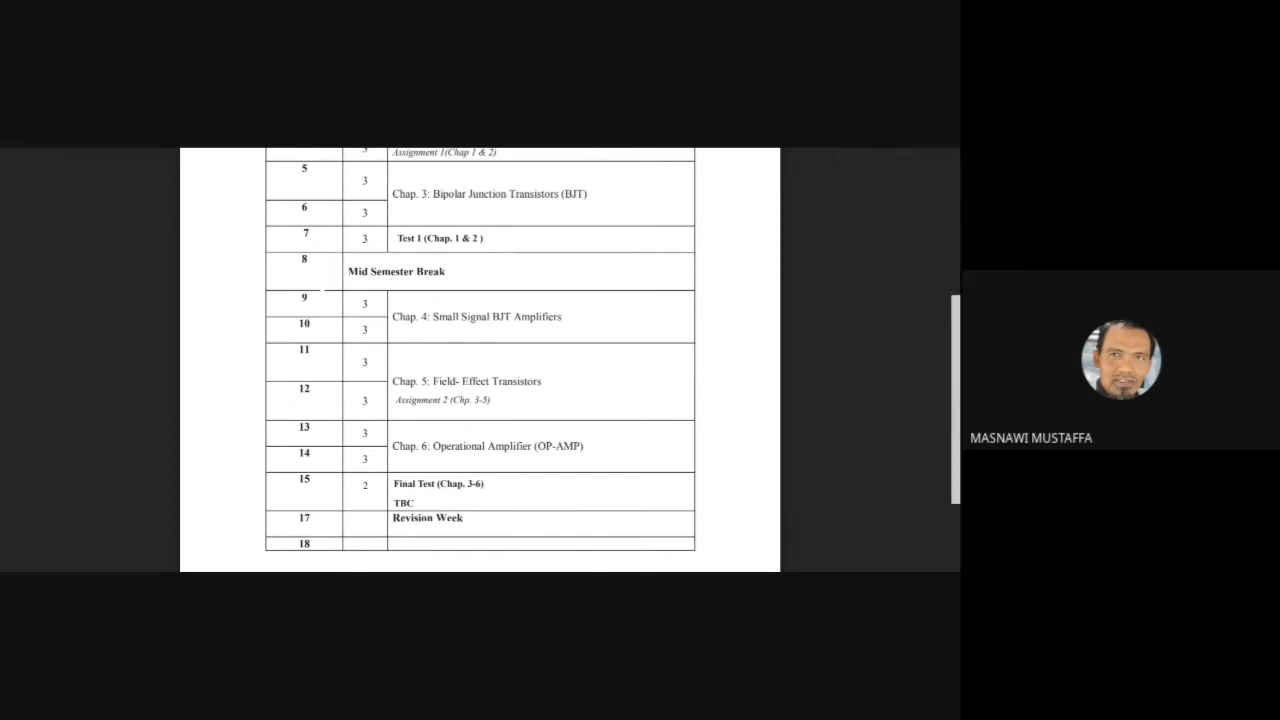 3
Assignment 1(Chap 1 & 2)
5
3
Chap. 3: Bipolar Junction Transistors (BJT)
6
3
7
3
Test 1 (Chap. 1 & 2 )
8
Mid Semester Break
9
3
Chap. 4: Small Signal BJT Amplifiers
10
3
11
3
Chap. 5: Field- Effect Transistors
Assignment 2 (Chp. 3-5)
12
3
13
3
Chap. 6: Operational Amplifier (OP-AMP)
14
3
15
2
Final Test (Chap. 3-6)
TBC
17
Revision Week
18
MASNAWI MUSTAFFA